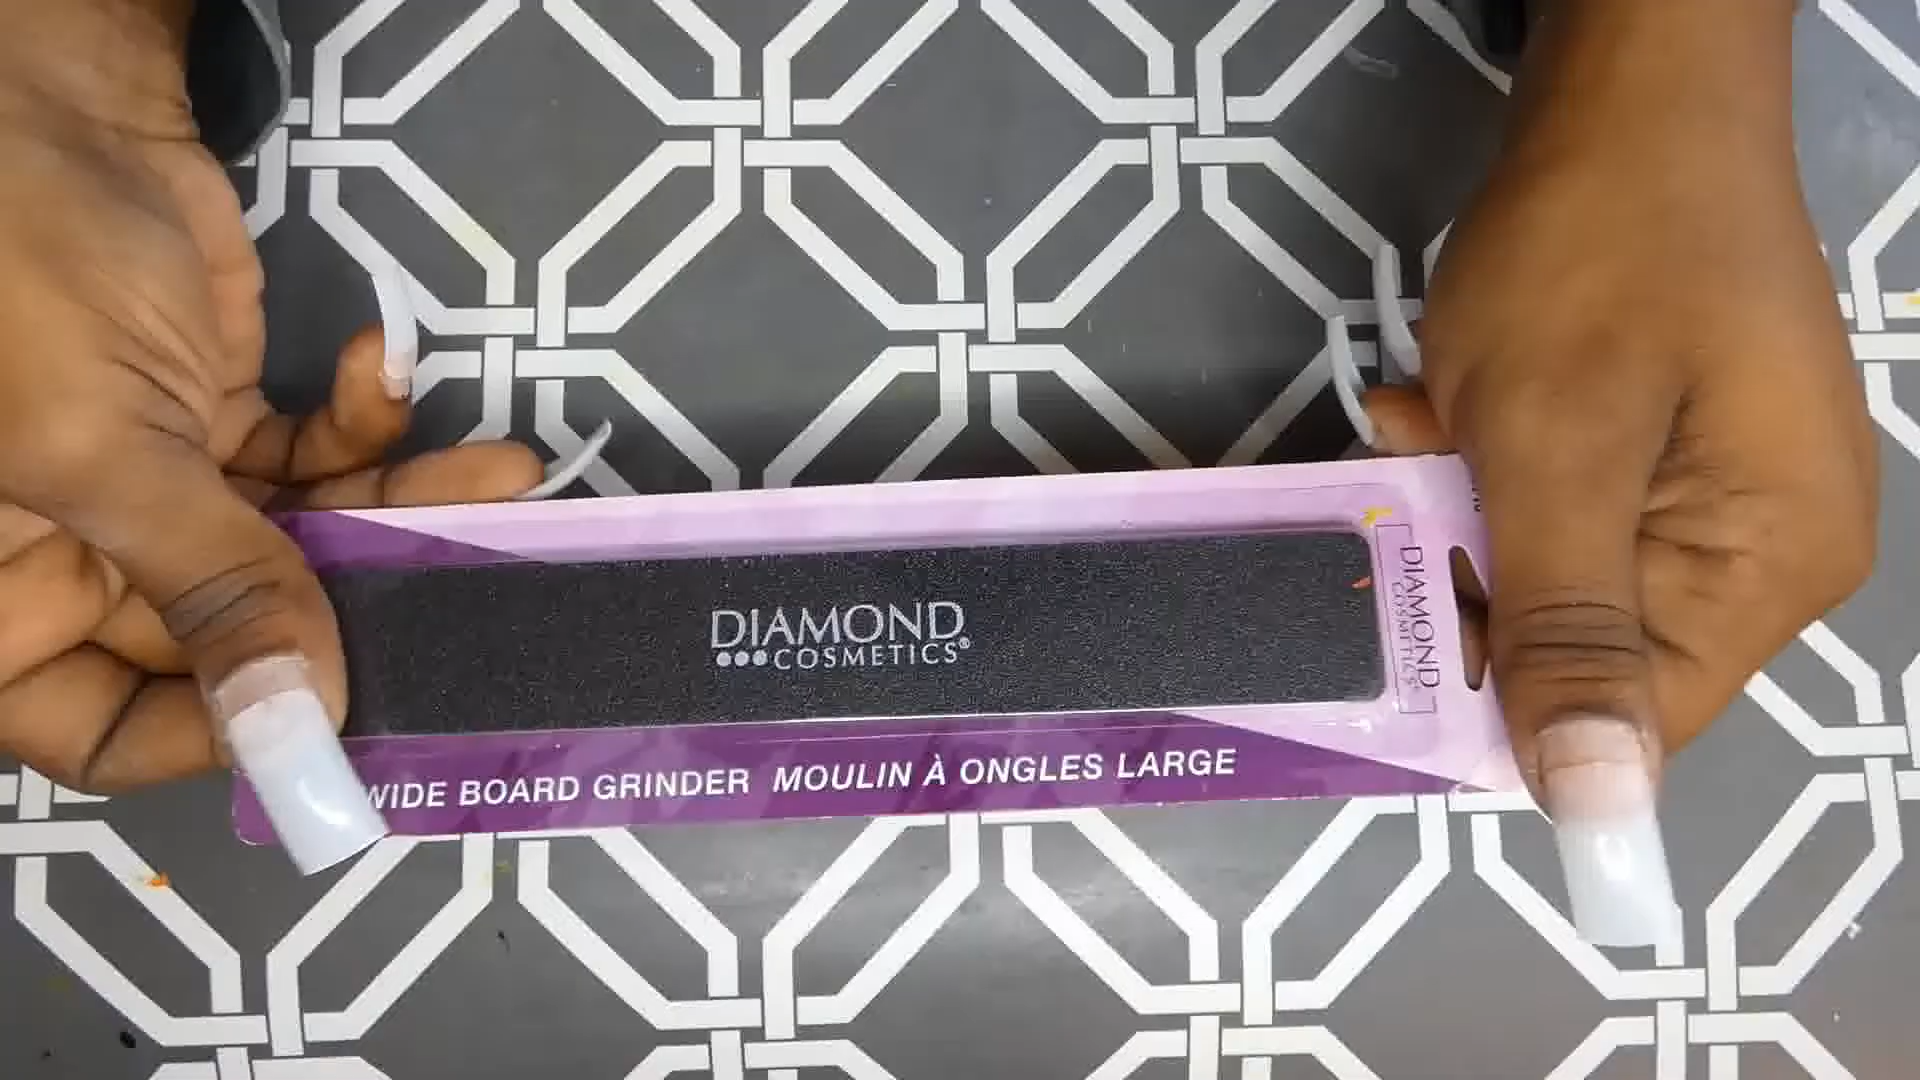 DIAMOND
COSMETICS®
DIAMOND
COSMETICS
WIDE BOARD GRINDER MOULIN À ONGLES LARGE